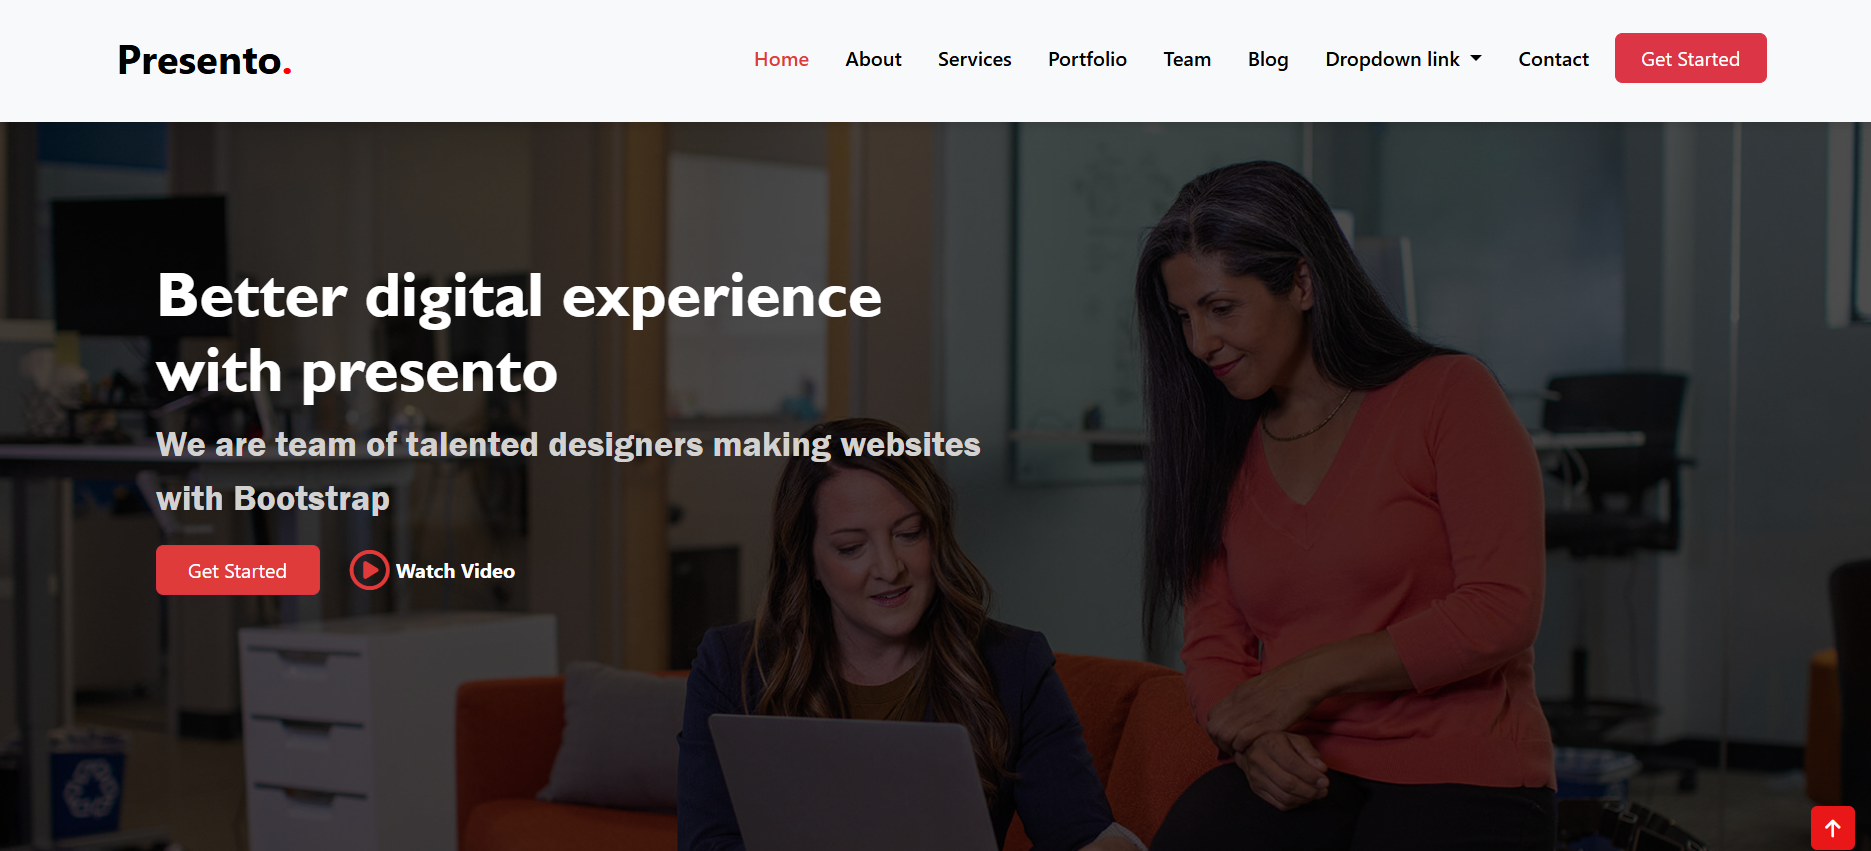 Presento.
Home About Services Portfolio Team Blog Dropdown link Contact Get Started
Better digital experience
with presento
We are team of talented designers making websites
with Bootstrap
Get Started Watch Video